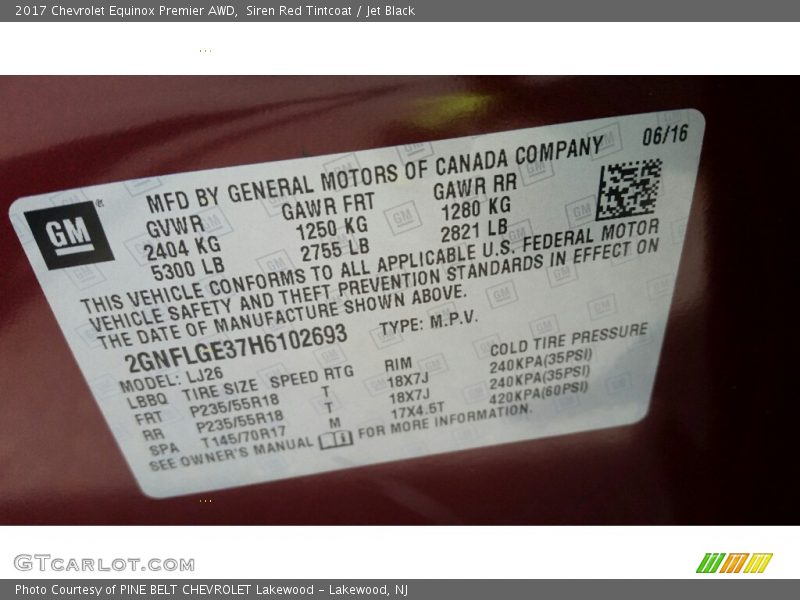 2017 Chevrolet Equinox Premier AWD,  Siren Red Tintcoat / Jet Black
06/16
MFD BY GENERAL MOTORS OF CANADA COMPANY
GM®
GVWR GAWR FRT GAWR RR
2404 KG 1250 KG 1280 KG
5300 LB 2755 LB 2821 LB
THIS VEHICLE CONFORMS TO ALL APPLICABLE U.S. FEDERAL MOTOR
VEHICLE SAFETY AND THEFT PREVENTION STANDARDS IN EFFECT ON
THE DATE OF MANUFACTURE SHOWN ABOVE.
2GNFLGE37H6102693 TYPE: M.P.V.
MODEL: LJ26
LBBQ TIRE SIZE SPEED RTG RIM COLD TIRE PRESSURE
FRT P235/55R18 T 18X7J 240KPA(35PSI)
RR P235/55R18 T 18X7J 240KPA(35PSI)
SPA T145/70R17 M 17X4.5T 420KPA(60PSI)
SEE OWNER'S MANUAL FOR MORE INFORMATION.
GTcarlot.com
Photo Courtesy of PINE BELT CHEVROLET Lakewood - Lakewood, NJ